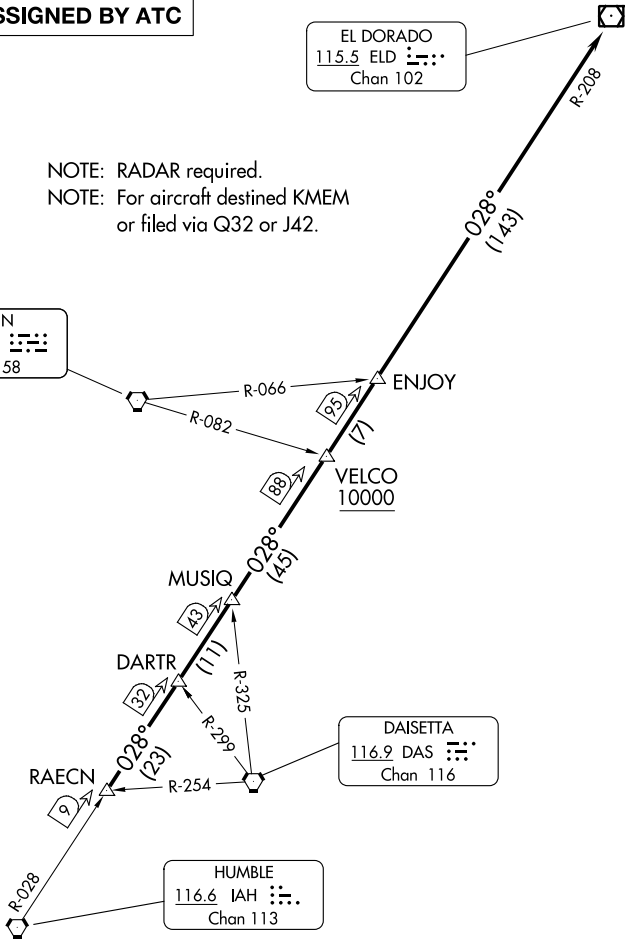 SSIGNED BY ATC
EL DORADO
115.5 ELD
Chan 102
R-208
NOTE: RADAR required.
NOTE: For aircraft destined KMEM
or filed via Q32 or J42.
028°
(143)
N
58
R-066
ENJOY
95
R-082
(7)
VELCO
10000
88
028°
(45)
MUSIQ
43
(11)
DARTR
R-325
32
R-299
028°
(23)
DAISETTA
116.9 DAS
Chan 116
RAECN
R-254
9
R-028
HUMBLE
116.6 IAH
Chan 113